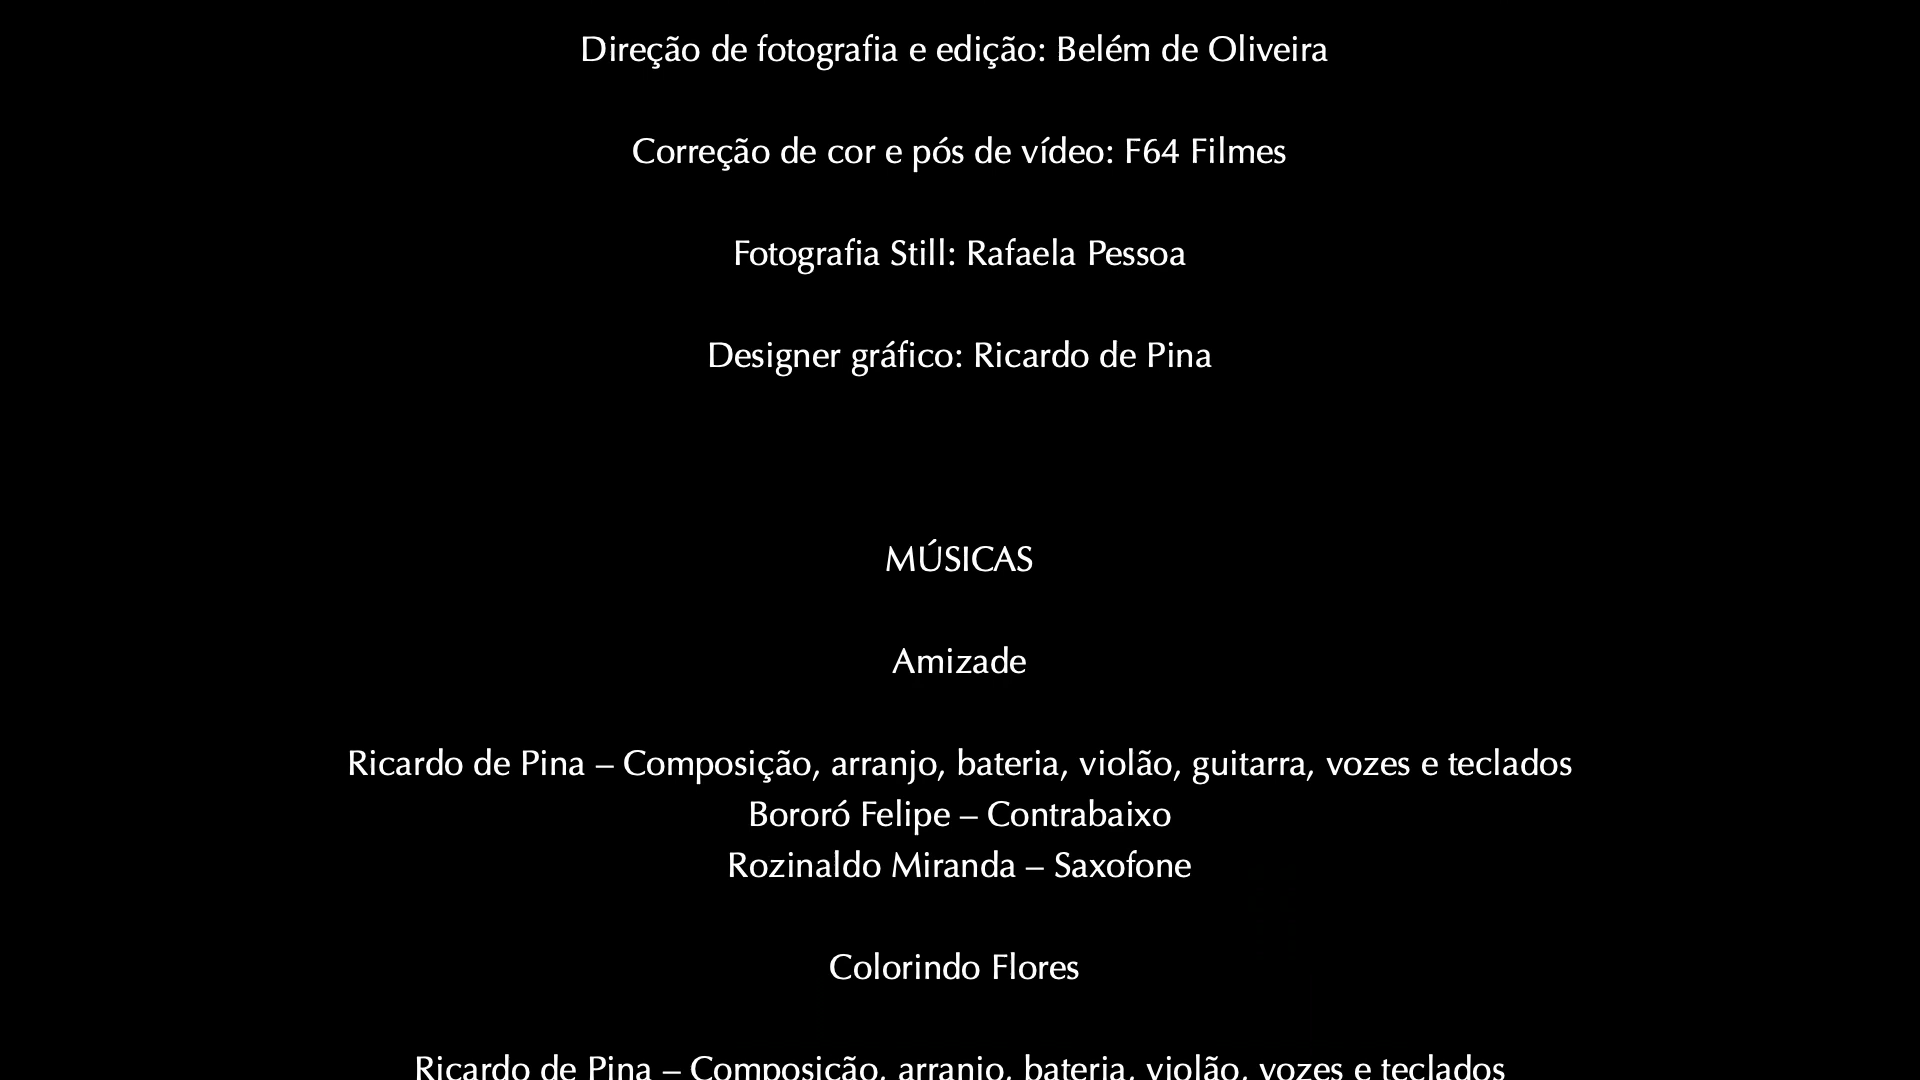 Direção de fotografia e edição: Belém de Oliveira
Correção de cor e pós de vídeo: F64 Filmes
Fotografia Still: Rafaela Pessoa
Designer gráfico: Ricardo de Pina
MÚSICAS
Amizade
Ricardo de Pina – Composição, arranjo, bateria, violão, guitarra, vozes e teclados
Bororó Felipe – Contrabaixo
Rozinaldo Miranda – Saxofone
Colorindo Flores
Ricardo de Pina – Composição, arranjo, bateria, violão, vozes e teclados